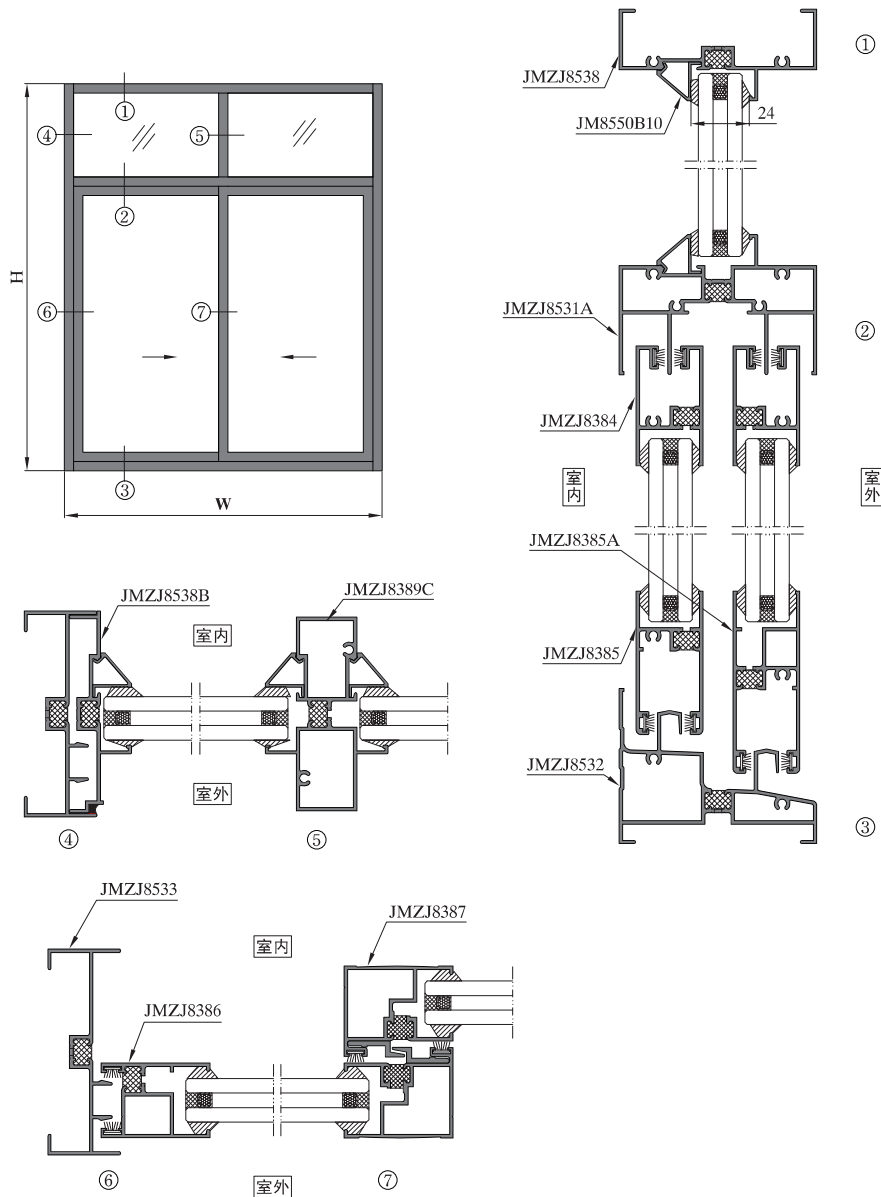 ①
JMZJ8538
JM8550B10
24
①
④
⑤
②
H
⑥
⑦
③
W
JMZJ8531A
②
JMZJ8384
室内
室外
JMZJ8385A
JMZJ8385
JMZJ8532
③
JMZJ8538B
JMZJ8389C
室内
室外
④
⑤
JMZJ8533
JMZJ8387
室内
JMZJ8386
⑥
⑦
室外